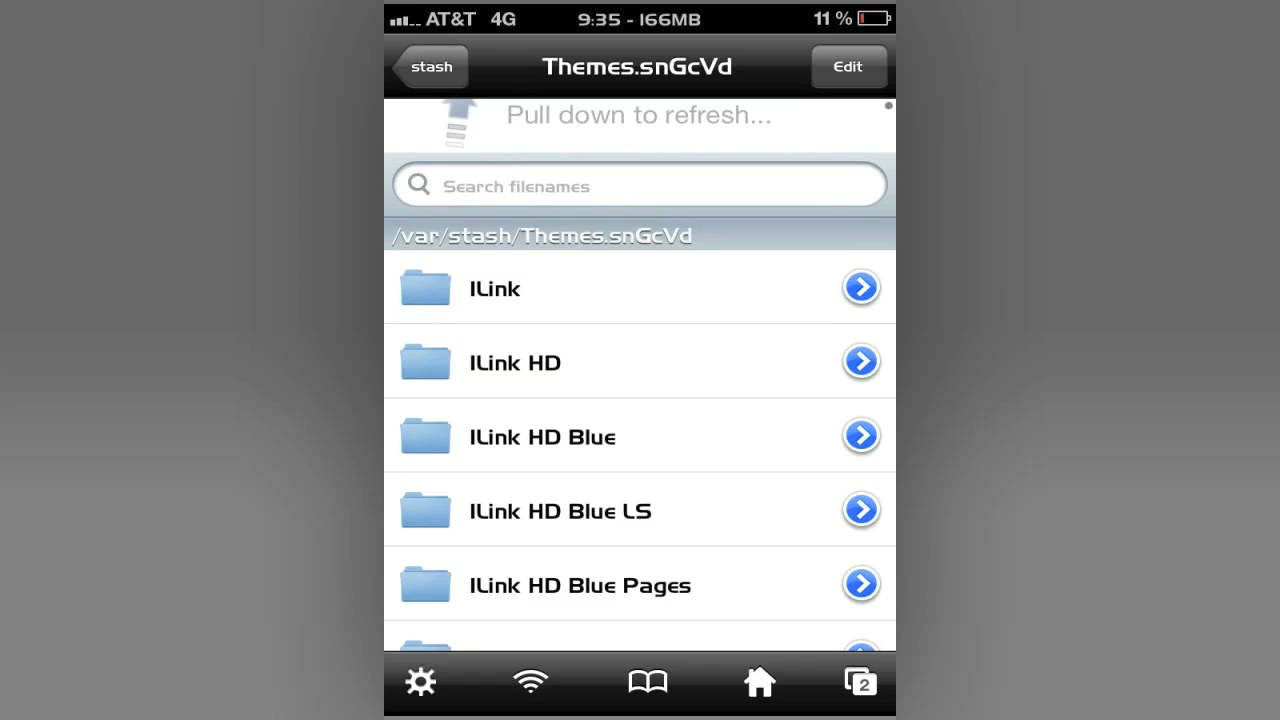 AT&T 4G 9:35 - 166MB 11 %
stash Themes.snGcVd Edit
Pull down to refresh...
Search filenames
/var/stash/Themes.snGcVd
ILink
ILink HD
ILink HD Blue
ILink HD Blue LS
ILink HD Blue Pages
2